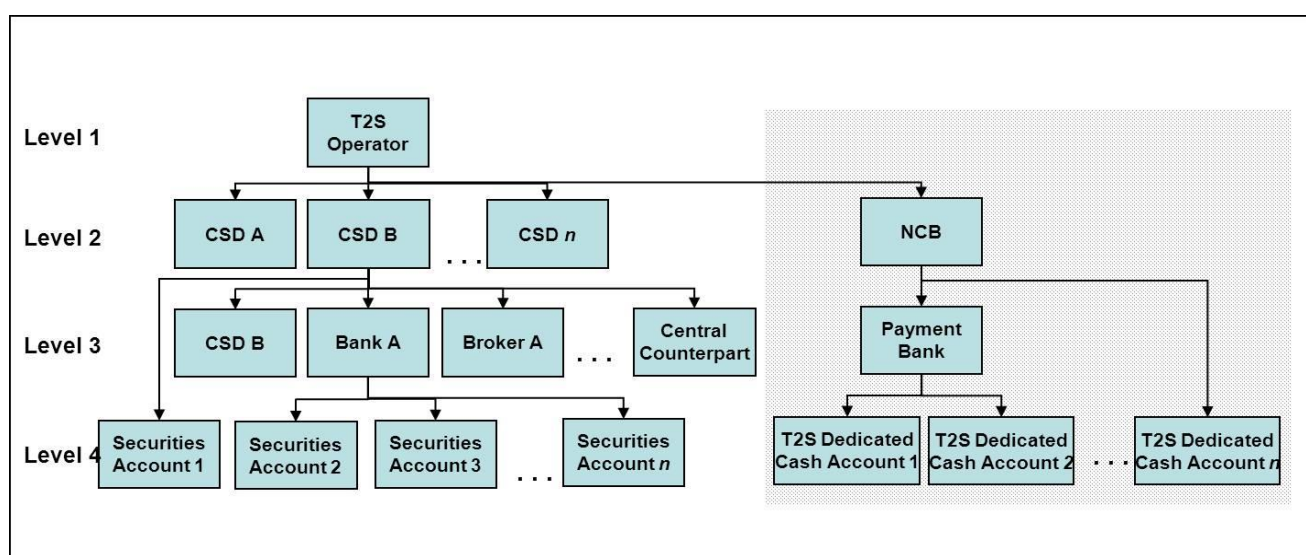 Level 1
T2S
Operator
Level 2
CSD A
CSD B
. . .
CSD n
NCB
Level 3
CSD B
Bank A
Broker A
. . .
Central
Counterpart
Payment
Bank
Level 4
Securities
Account 1
Securities
Account 2
Securities
Account 3
. . .
Securities
Account n
T2S Dedicated
Cash Account 1
T2S Dedicated
Cash Account 2
. . .
T2S Dedicated
Cash Account n